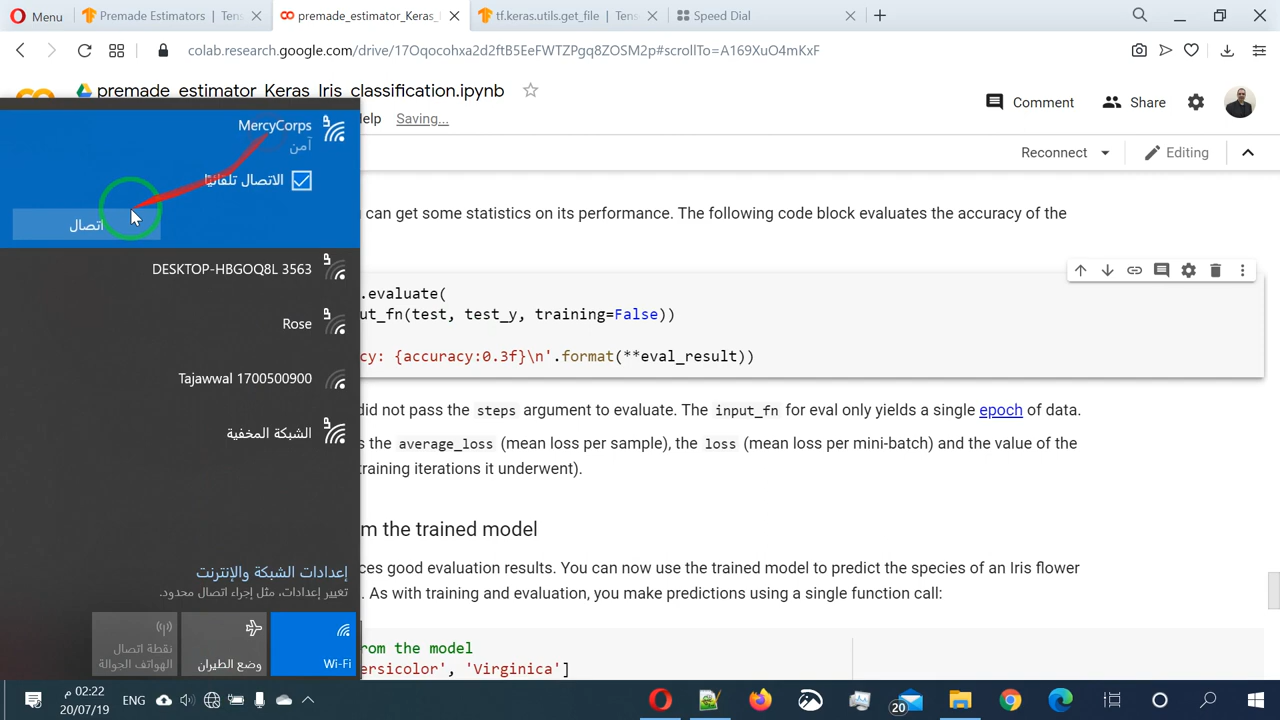 Menu
Premade Estimators | Tens
premade_estimator_Keras_
tf.keras.utils.get_file | Tens
Speed Dial
colab.research.google.com/drive/17Oqocohxa2d2ftB5EeFWTZPgq8ZOSM2p#scrollTo=A169XuO4mKxF
premade_estimator_Keras_Iris_classification.ipynb
Comment
Share
elp
Saving...
Reconnect
Editing
MercyCorps
آمن
الاتصال تلقائيًا
اتصال
DESKTOP-HBGOQ8L 3563
Rose
Tajawwal 1700500900
الشبكة المخفية
إعدادات الشبكة والإنترنت
تغيير إعدادات، مثل إجراء اتصال محدود.
نقطة اتصال الهواتف الجوالة
وضع الطيران
Wi-Fi
can get some statistics on its performance. The following code block evaluates the accuracy of the
.evaluate(
ut_fn(test, test_y, training=False))
cy: {accuracy:0.3f}\n'.format(**eval_result))
did not pass the steps argument to evaluate. The input_fn for eval only yields a single epoch of data.
s the average_loss (mean loss per sample), the loss (mean loss per mini-batch) and the value of the
training iterations it underwent).
m the trained model
ces good evaluation results. You can now use the trained model to predict the species of an Iris flower
. As with training and evaluation, you make predictions using a single function call:
rom the model
ersicolor', 'Virginica']
02:22 م
20/07/19
ENG
20